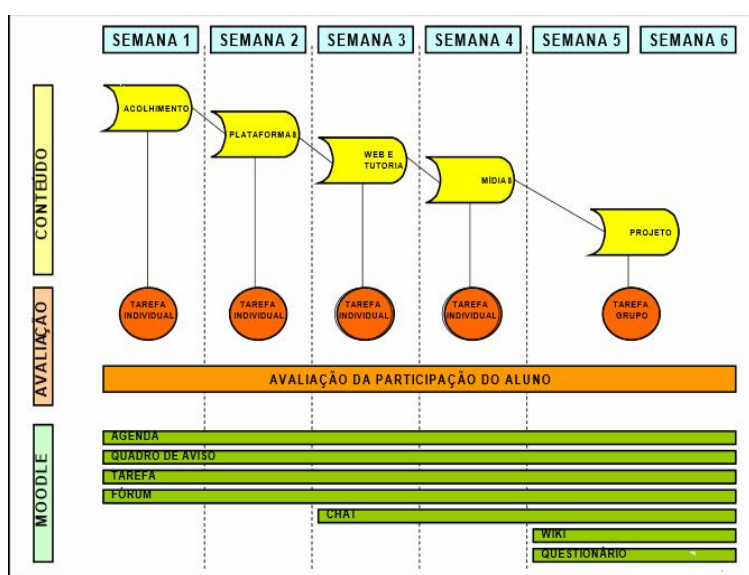 SEMANA 1
SEMANA 2
SEMANA 3
SEMANA 4
SEMANA 5
SEMANA 6
CONTEÚDO
ACOLHIMENTO
PLATAFORMAS
WEB E
TUTORIA
MÍDIAS
PROJETO
AVALIAÇÃO
TAREFA
INDIVIDUAL
TAREFA
INDIVIDUAL
TAREFA
INDIVIDUAL
TAREFA
INDIVIDUAL
TAREFA
GRUPO
AVALIAÇÃO DA PARTICIPAÇÃO DO ALUNO
MOODLE
AGENDA
QUADRO DE AVISO
TAREFA
FÓRUM
CHAT
WIKI
QUESTIONÁRIO